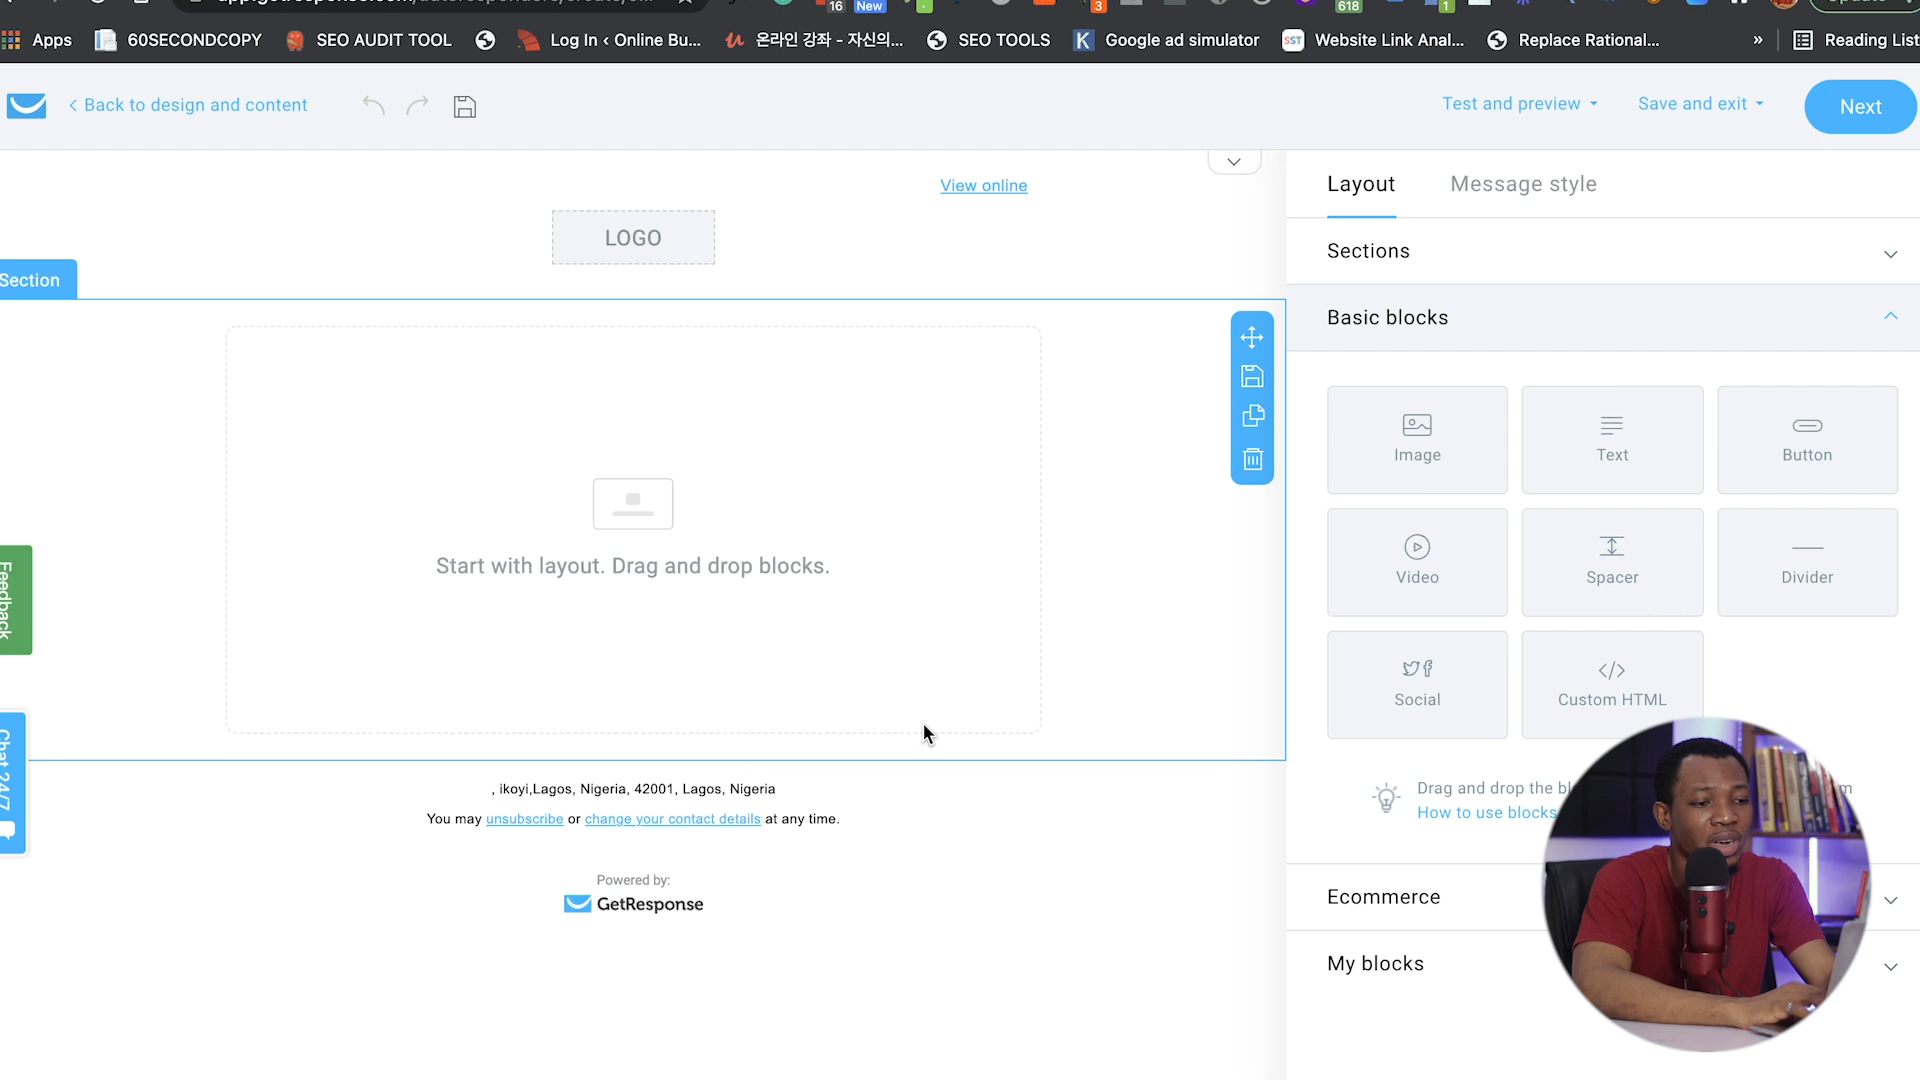 16
New
3
618
1
Apps
60SECONDCOPY
SEO AUDIT TOOL
Log In ‹ Online Bu...
온라인 강좌 - 자신의...
SEO TOOLS
K
Google ad simulator
SST
Website Link Anal...
Replace Rational...
»
Reading List
< Back to design and content
Test and preview
Save and exit
Next
View online
LOGO
Section
Start with layout. Drag and drop blocks.
Feedback
Chat 24/7
, ikoyi,Lagos, Nigeria, 42001, Lagos, Nigeria
You may unsubscribe or change your contact details at any time.
Powered by:
GetResponse
Layout
Message style
Sections
Basic blocks
Image
Text
Button
Video
Spacer
Divider
Social
Custom HTML
Drag and drop the
How to use blocks
Ecommerce
My blocks